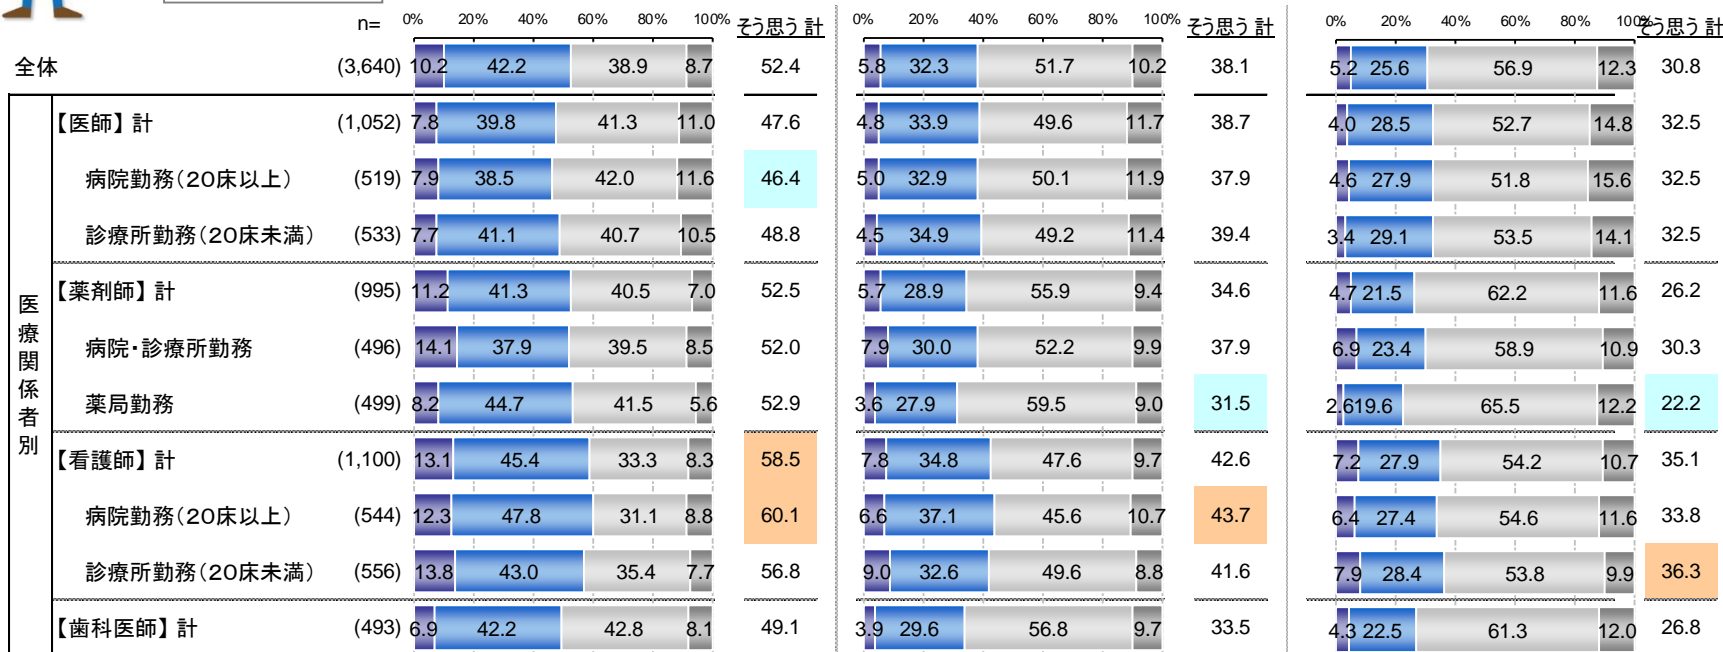 n= 0% 20% 40% 60% 80% 100% そう思う 計 0% 20% 40% 60% 80% 100% そう思う 計 0% 20% 40% 60% 80% 100% そう思う 計
全体 (3,640) 10.2 42.2 38.9 8.7 52.4 5.8 32.3 51.7 10.2 38.1 5.2 25.6 56.9 12.3 30.8
医療関係者別
【医師】計 (1,052) 7.8 39.8 41.3 11.0 47.6 4.8 33.9 49.6 11.7 38.7 4.0 28.5 52.7 14.8 32.5
病院勤務(20床以上) (519) 7.9 38.5 42.0 11.6 46.4 5.0 32.9 50.1 11.9 37.9 4.6 27.9 51.8 15.6 32.5
診療所勤務(20床未満) (533) 7.7 41.1 40.7 10.5 48.8 4.5 34.9 49.2 11.4 39.4 3.4 29.1 53.5 14.1 32.5
【薬剤師】計 (995) 11.2 41.3 40.5 7.0 52.5 5.7 28.9 55.9 9.4 34.6 4.7 21.5 62.2 11.6 26.2
病院・診療所勤務 (496) 14.1 37.9 39.5 8.5 52.0 7.9 30.0 52.2 9.9 37.9 6.9 23.4 58.9 10.9 30.3
薬局勤務 (499) 8.2 44.7 41.5 5.6 52.9 3.6 27.9 59.5 9.0 31.5 2.6 19.6 65.5 12.2 22.2
【看護師】計 (1,100) 13.1 45.4 33.3 8.3 58.5 7.8 34.8 47.6 9.7 42.6 7.2 27.9 54.2 10.7 35.1
病院勤務(20床以上) (544) 12.3 47.8 31.1 8.8 60.1 6.6 37.1 45.6 10.7 43.7 6.4 27.4 54.6 11.6 33.8
診療所勤務(20床未満) (556) 13.8 43.0 35.4 7.7 56.8 9.0 32.6 49.6 8.8 41.6 7.9 28.4 53.8 9.9 36.3
【歯科医師】計 (493) 6.9 42.2 42.8 8.1 49.1 3.9 29.6 56.8 9.7 33.5 4.3 22.5 61.3 12.0 26.8